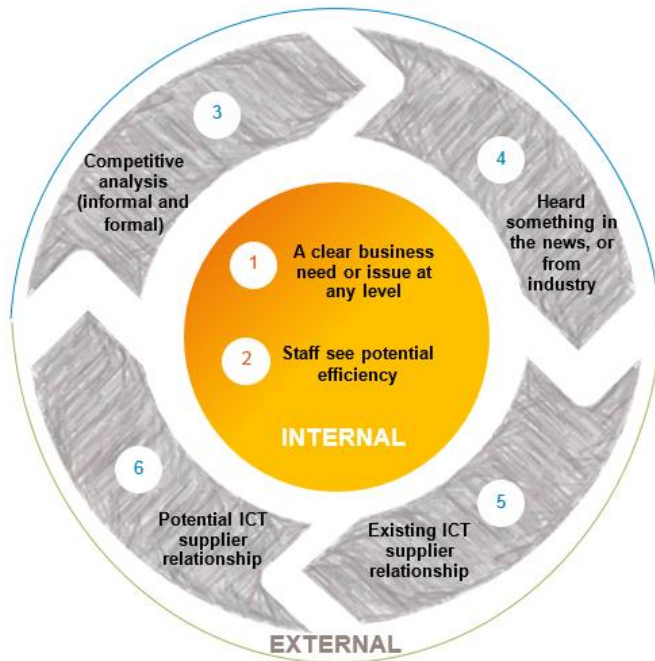 3
Competitive
analysis
(informal and
formal)
4
Heard
something in
the news, or
from
industry
1
A clear business
need or issue at
any level
2
Staff see potential
efficiency
INTERNAL
6
Potential ICT
supplier
relationship
5
Existing ICT
supplier
relationship
EXTERNAL